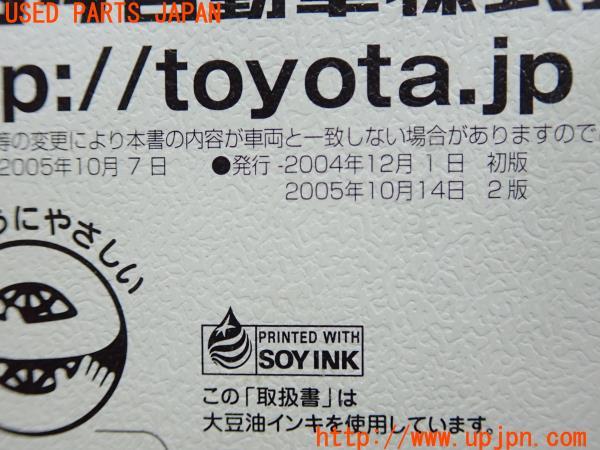 USED PARTS JAPAN
動車株式
p://toyota.jp
等の変更により本書の内容が車両と一致しない場合がありますので
2005年10月7日 ●発行-2004年12月1日 初版
2005年10月14日 2版
にやさしい
PRINTED WITH
SOY INK
この「取扱書」は
大豆油インキを使用しています。
http://www.upjpn.com